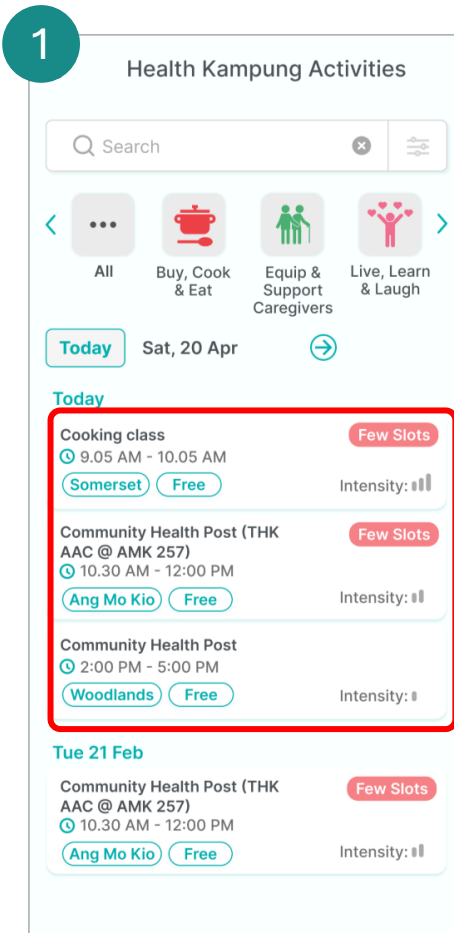 1
Health Kampung Activities
Search
All
Buy, Cook
& Eat
Equip &
Support
Caregivers
Live, Learn
& Laugh
Today Sat, 20 Apr
Today
Cooking class Few Slots
9.05 AM - 10.05 AM
Somerset Free Intensity:
Community Health Post (THK Few Slots
AAC @ AMK 257)
10.30 AM - 12:00 PM
Ang Mo Kio Free Intensity:
Community Health Post
2:00 PM - 5:00 PM
Woodlands Free Intensity:
Tue 21 Feb
Community Health Post (THK Few Slots
AAC @ AMK 257)
10.30 AM - 12:00 PM
Ang Mo Kio Free Intensity: